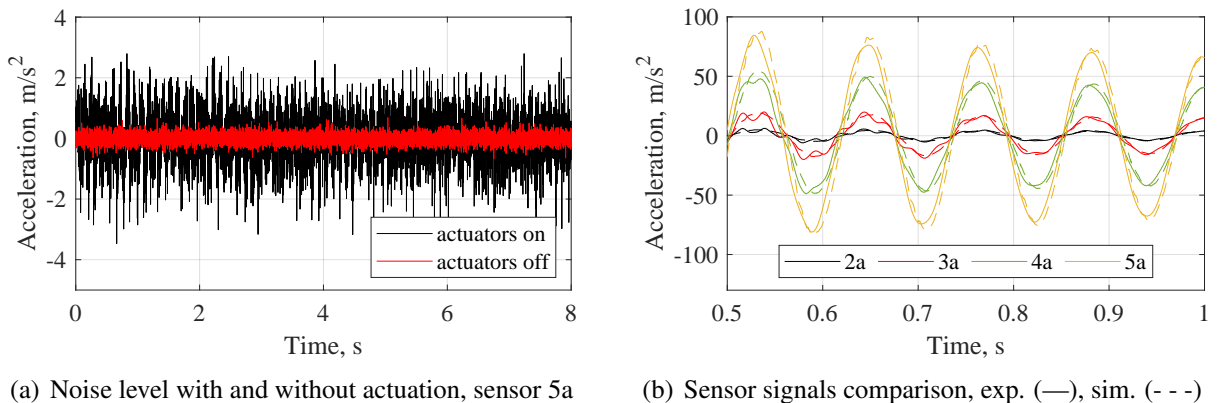 4
2
0
-2
-4
Acceleration, m/s²
0 2 4 6 8
Time, s
actuators on
actuators off
(a) Noise level with and without actuation, sensor 5a
100
50
0
-50
-100
Acceleration, m/s²
0.5 0.6 0.7 0.8 0.9 1
Time, s
2a 3a 4a 5a
(b) Sensor signals comparison, exp. (—), sim. (- - -)